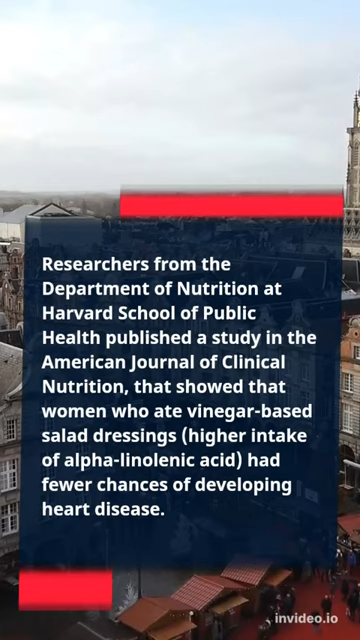 Researchers from the
Department of Nutrition at
Harvard School of Public
Health published a study in the
American Journal of Clinical
Nutrition, that showed that
women who ate vinegar-based
salad dressings (higher intake
of alpha-linolenic acid) had
fewer chances of developing
heart disease.
invideo.io